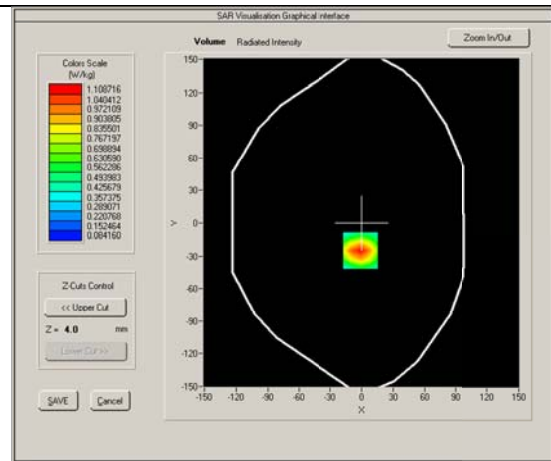 SAR Visualisation Graphical Interface
Volume Radiated Intensity
Zoom In/Out
Colors Scale
(W/kg)
1.108716
1.040412
0.972109
0.903805
0.835501
0.767197
0.698894
0.630590
0.562286
0.493983
0.425679
0.357375
0.289071
0.220768
0.152464
0.084160
Z-Cuts Control
<< Upper Cut
Z = 4.0 mm
Lower Cut >>
SAVE Cancel
150
120
90
60
30
0
-30
-60
-90
-120
-150
Y
-150 -120 -90 -60 -30 0 30 60 90 120 150
X